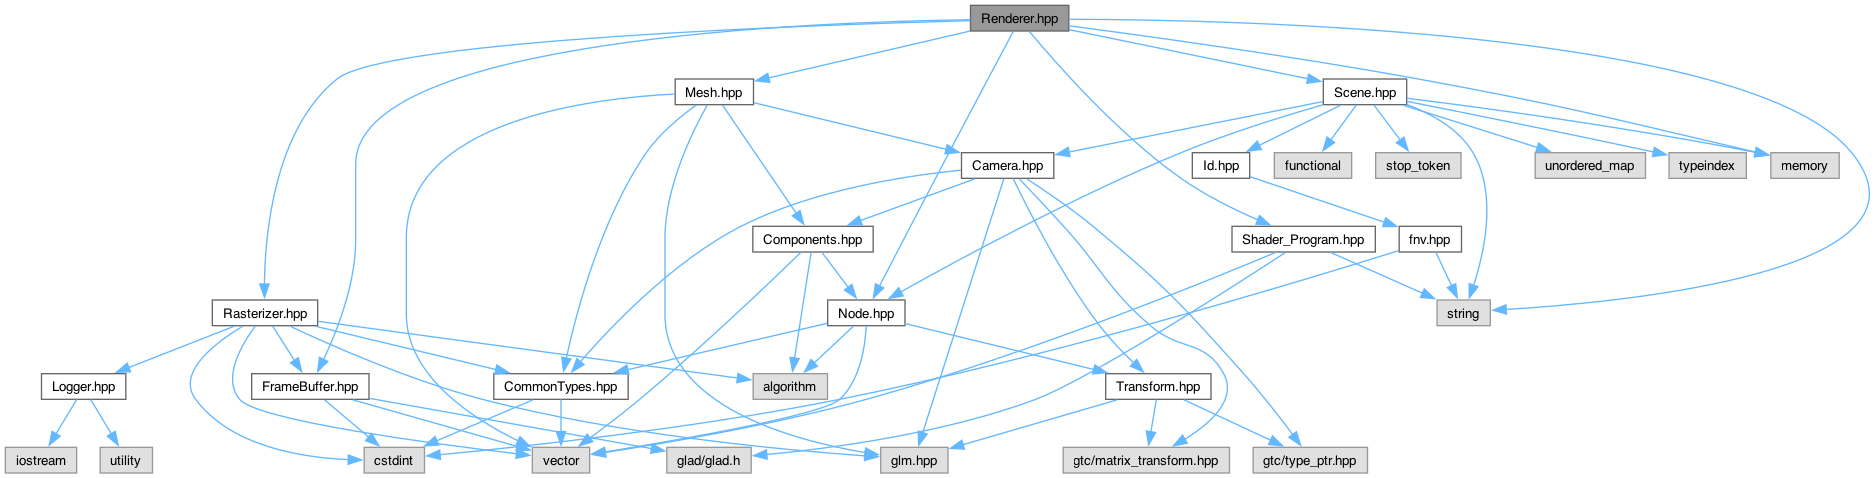 Renderer.hpp
Mesh.hpp
Scene.hpp
Camera.hpp
Id.hpp
functional
stop_token
unordered_map
typeindex
memory
Components.hpp
Shader_Program.hpp
fnv.hpp
Rasterizer.hpp
Node.hpp
string
Logger.hpp
FrameBuffer.hpp
CommonTypes.hpp
algorithm
Transform.hpp
iostream
utility
cstdint
vector
glad/glad.h
glm.hpp
gtc/matrix_transform.hpp
gtc/type_ptr.hpp